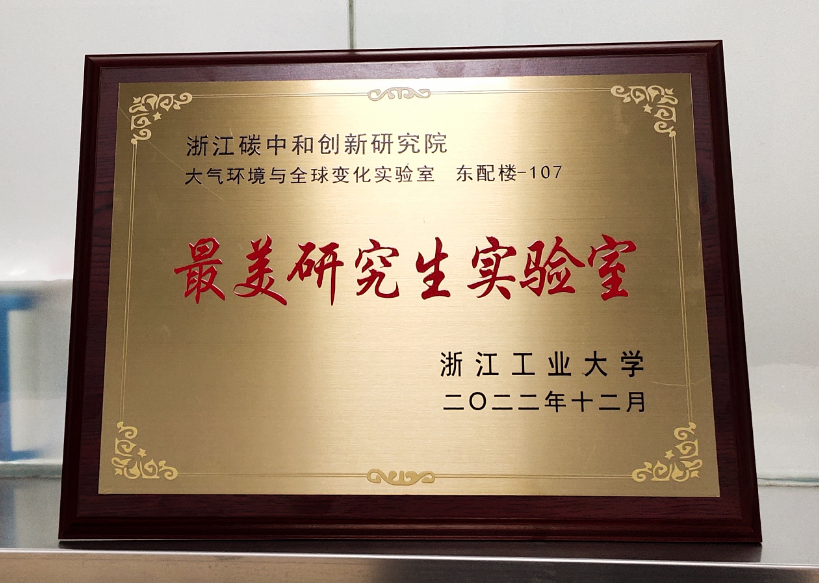 浙江碳中和创新研究院
大气环境与全球变化实验室 东配楼-107
最美研究生实验室
浙江工业大学
二〇二二年十二月